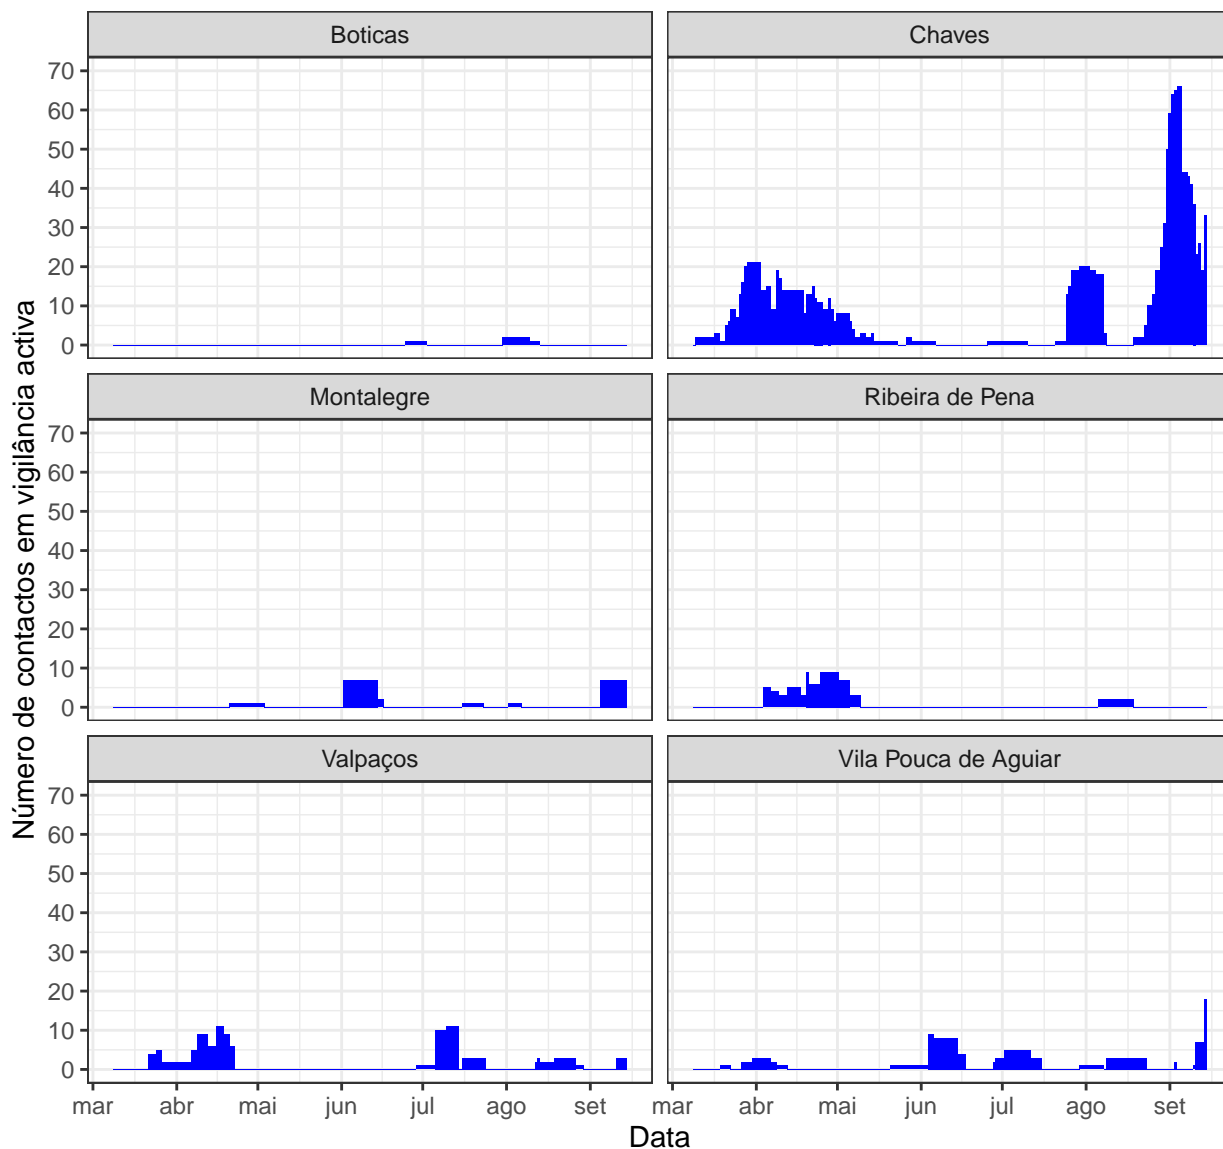 Boticas
Chaves
70
60
50
40
30
20
10
0
Montalegre
Ribeira de Pena
70
60
50
40
30
20
10
0
Valpaços
Vila Pouca de Aguiar
70
60
50
40
30
20
10
0
mar abr mai jun jul ago set
mar abr mai jun jul ago set
Data
Número de contactos em vigilância activa